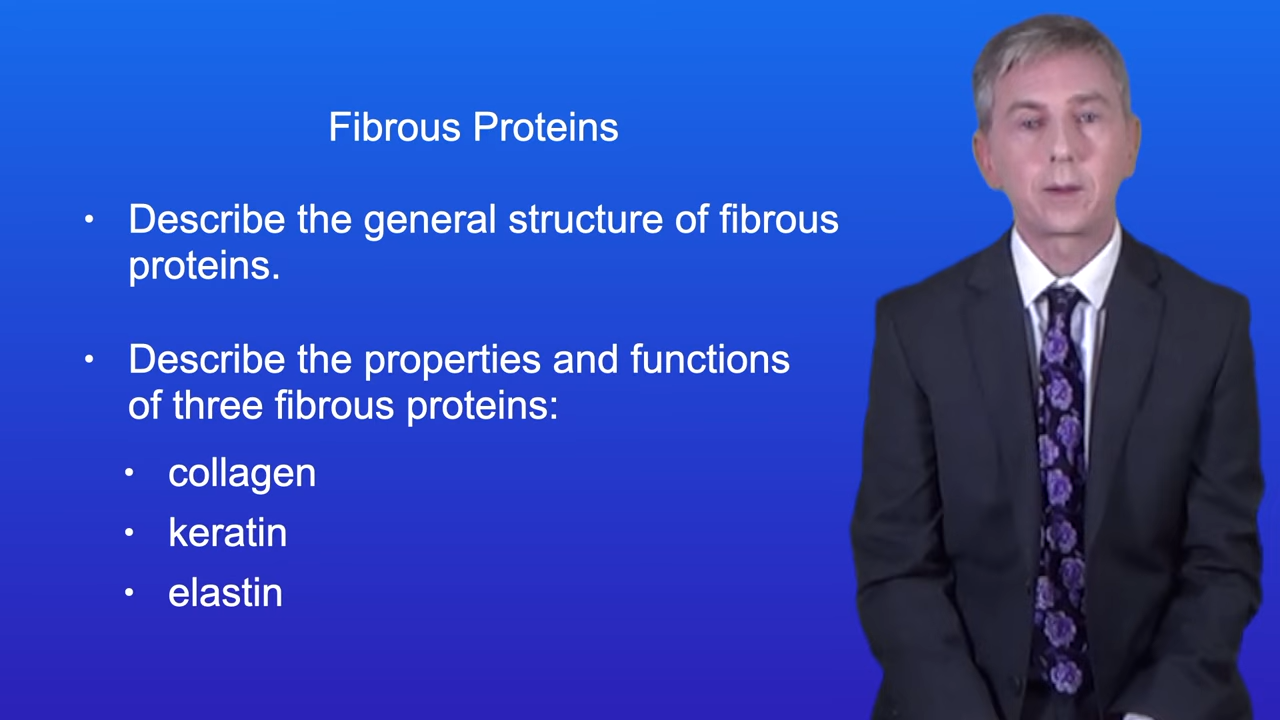 Fibrous Proteins
• Describe the general structure of fibrous
proteins.
• Describe the properties and functions
of three fibrous proteins:
• collagen
• keratin
• elastin